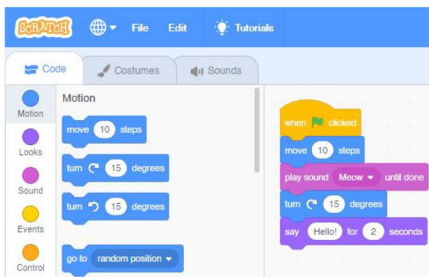 SCRATCH File Edit Tutorials
Code Costumes Sounds
Motion
Looks
Sound
Events
Control
Motion
move 10 steps
turn 15 degrees
turn 15 degrees
go to random position
when clicked
move 10 steps
play sound Meow until done
turn 15 degrees
say Hello! for 2 seconds